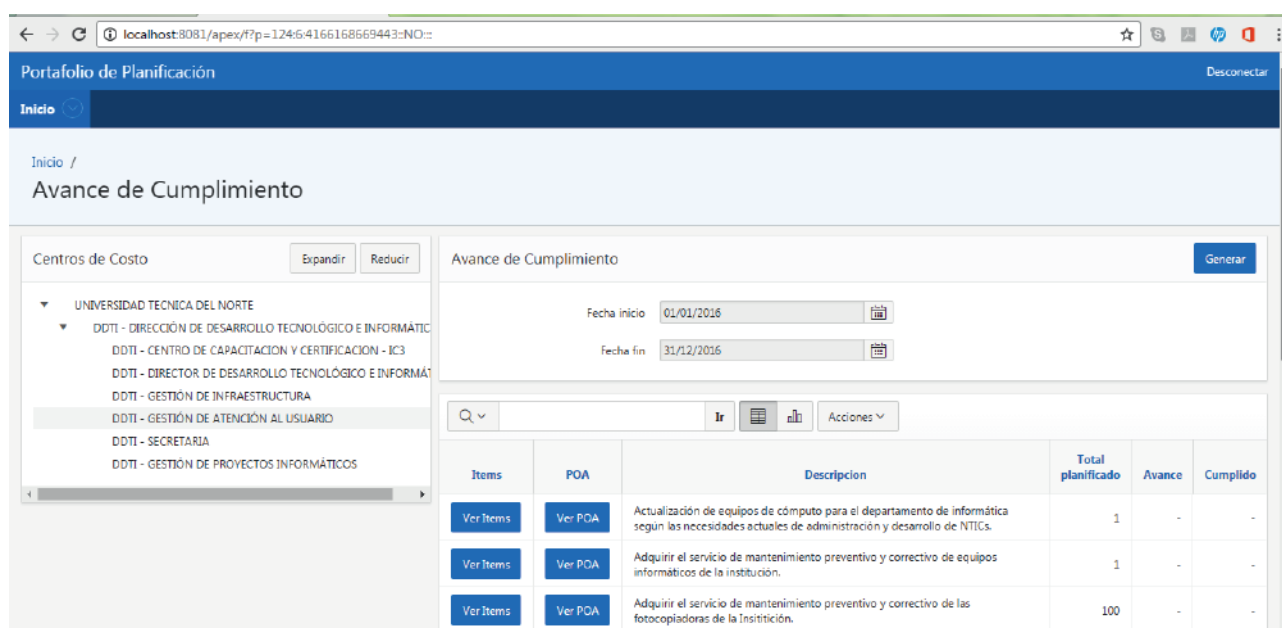 localhost:8081/apex/f?p=124:6:4166168669443::NO:::
Portafolio de Planificación
Desconectar
Inicio
Inicio /
Avance de Cumplimiento
Centros de Costo
Expandir
Reducir
UNIVERSIDAD TECNICA DEL NORTE
DDTI - DIRECCIÓN DE DESARROLLO TECNOLÓGICO E INFORMÁTIC
DDTI - CENTRO DE CAPACITACION Y CERTIFICACION - IC3
DDTI - DIRECTOR DE DESARROLLO TECNOLÓGICO E INFORMÁT
DDTI - GESTIÓN DE INFRAESTRUCTURA
DDTI - GESTIÓN DE ATENCIÓN AL USUARIO
DDTI - SECRETARIA
DDTI - GESTIÓN DE PROYECTOS INFORMÁTICOS
Avance de Cumplimiento
Generar
Fecha inicio 01/01/2016
Fecha fin 31/12/2016
Ir
Acciones
Items POA Descripcion Total planificado Avance Cumplido
Ver Items Ver POA Actualización de equipos de cómputo para el departamento de informática 1 - -
según las necesidades actuales de administración y desarrollo de NTICs.
Ver Items Ver POA Adquirir el servicio de mantenimiento preventivo y correctivo de equipos 1 - -
informáticos de la institución.
Ver Items Ver POA Adquirir el servicio de mantenimiento preventivo y correctivo de las 100 - -
fotocopiadoras de la Insititición.